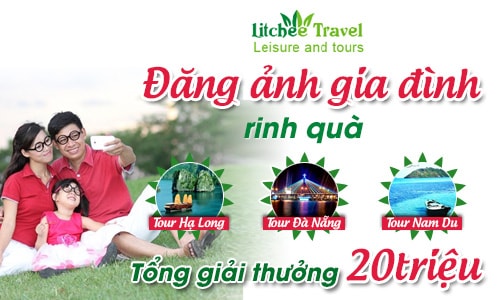 Litchee Travel
Leisure and tours
Đăng ảnh gia đình
rinh quà
Tour Hạ Long
Tour Đà Nẵng
Tour Nam Du
Tổng giải thưởng 20triệu